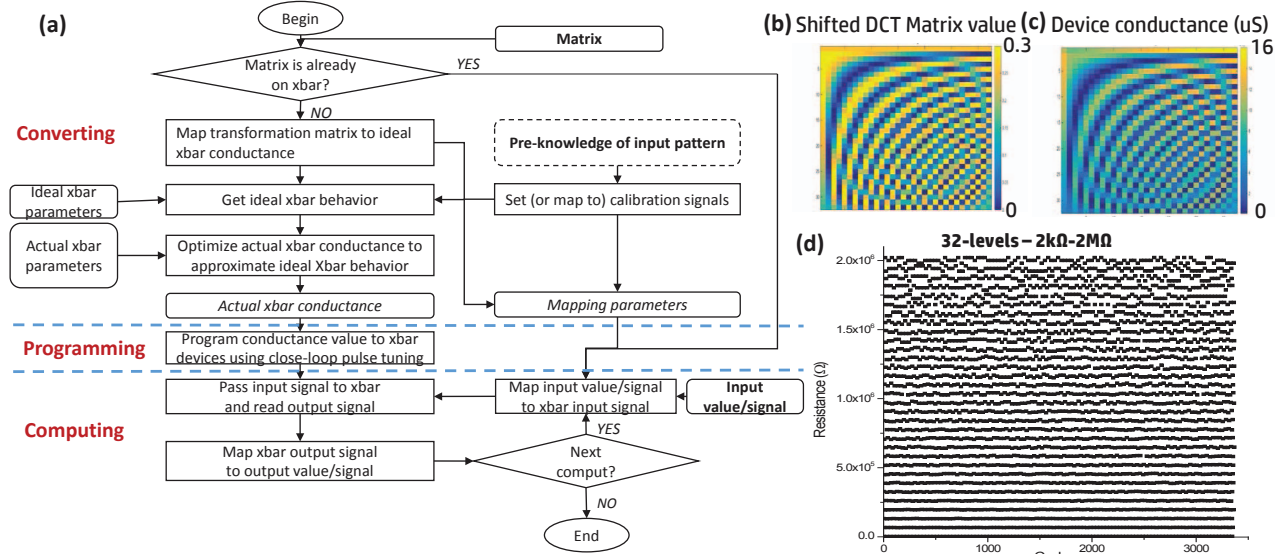 (a)
Begin
Matrix
Matrix is already
on xbar?
YES
NO
Converting
Map transformation matrix to ideal
xbar conductance
Pre-knowledge of input pattern
Ideal xbar
parameters
Get ideal xbar behavior
Set (or map to) calibration signals
Actual xbar
parameters
Optimize actual xbar conductance to
approximate ideal Xbar behavior
Actual xbar conductance
Mapping parameters
Programming
Program conductance value to xbar
devices using close-loop pulse tuning
Pass input signal to xbar
and read output signal
Map input value/signal
to xbar input signal
Input
value/signal
Computing
YES
Map xbar output signal
to output value/signal
Next
comput?
NO
End
(b) Shifted DCT Matrix value
0.3
0
(c) Device conductance (uS)
16
0
(d)
32-levels – 2kΩ-2MΩ
2.0x10⁶
1.5x10⁶
1.0x10⁶
5.0x10⁵
0.0
Resistance (Ω)
0
1000
2000
3000